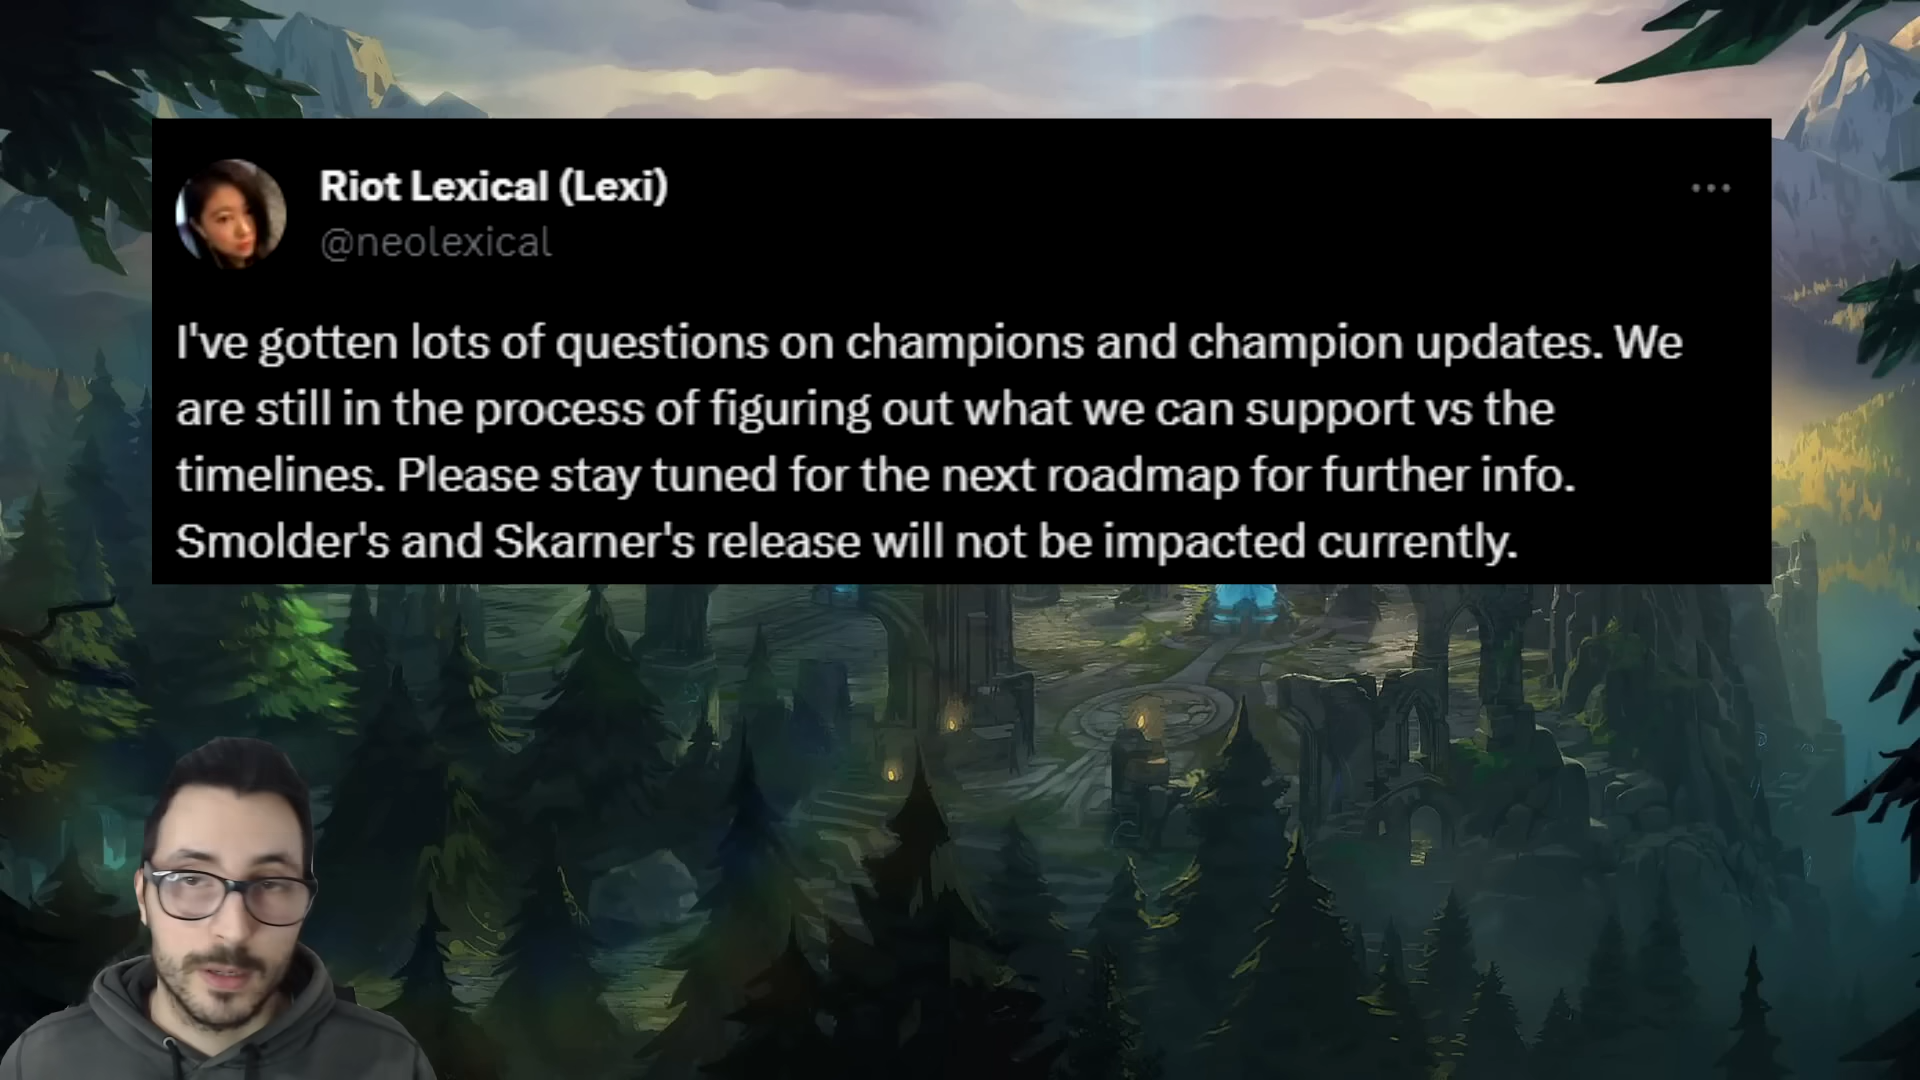 Riot Lexical (Lexi)
@neolexical
I've gotten lots of questions on champions and champion updates. We
are still in the process of figuring out what we can support vs the
timelines. Please stay tuned for the next roadmap for further info.
Smolder's and Skarner's release will not be impacted currently.